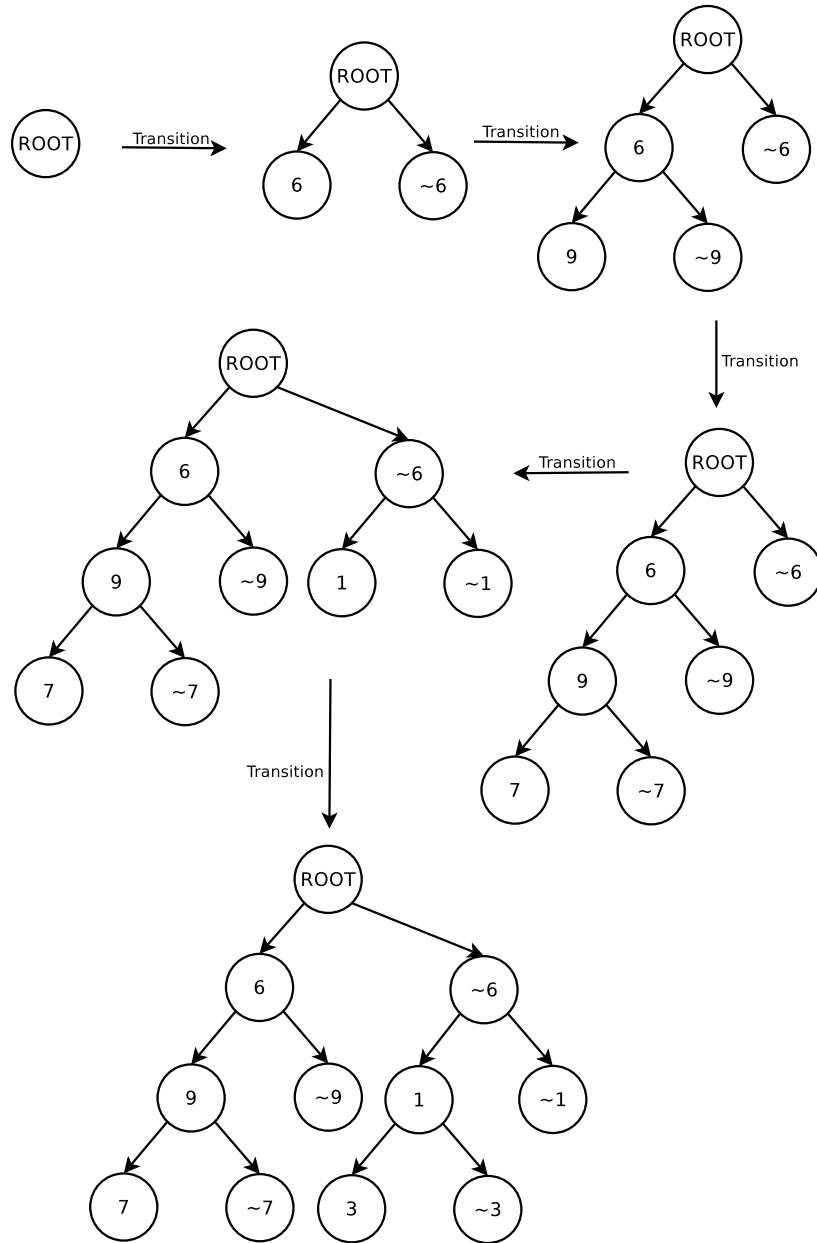 ROOT
Transition
ROOT
6
~6
Transition
ROOT
6
~6
9
~9
Transition
ROOT
6
~6
9
~9
7
~7
Transition
ROOT
6
~6
9
~9
1
~1
7
~7
Transition
ROOT
6
~6
9
~9
1
~1
7
~7
3
~3